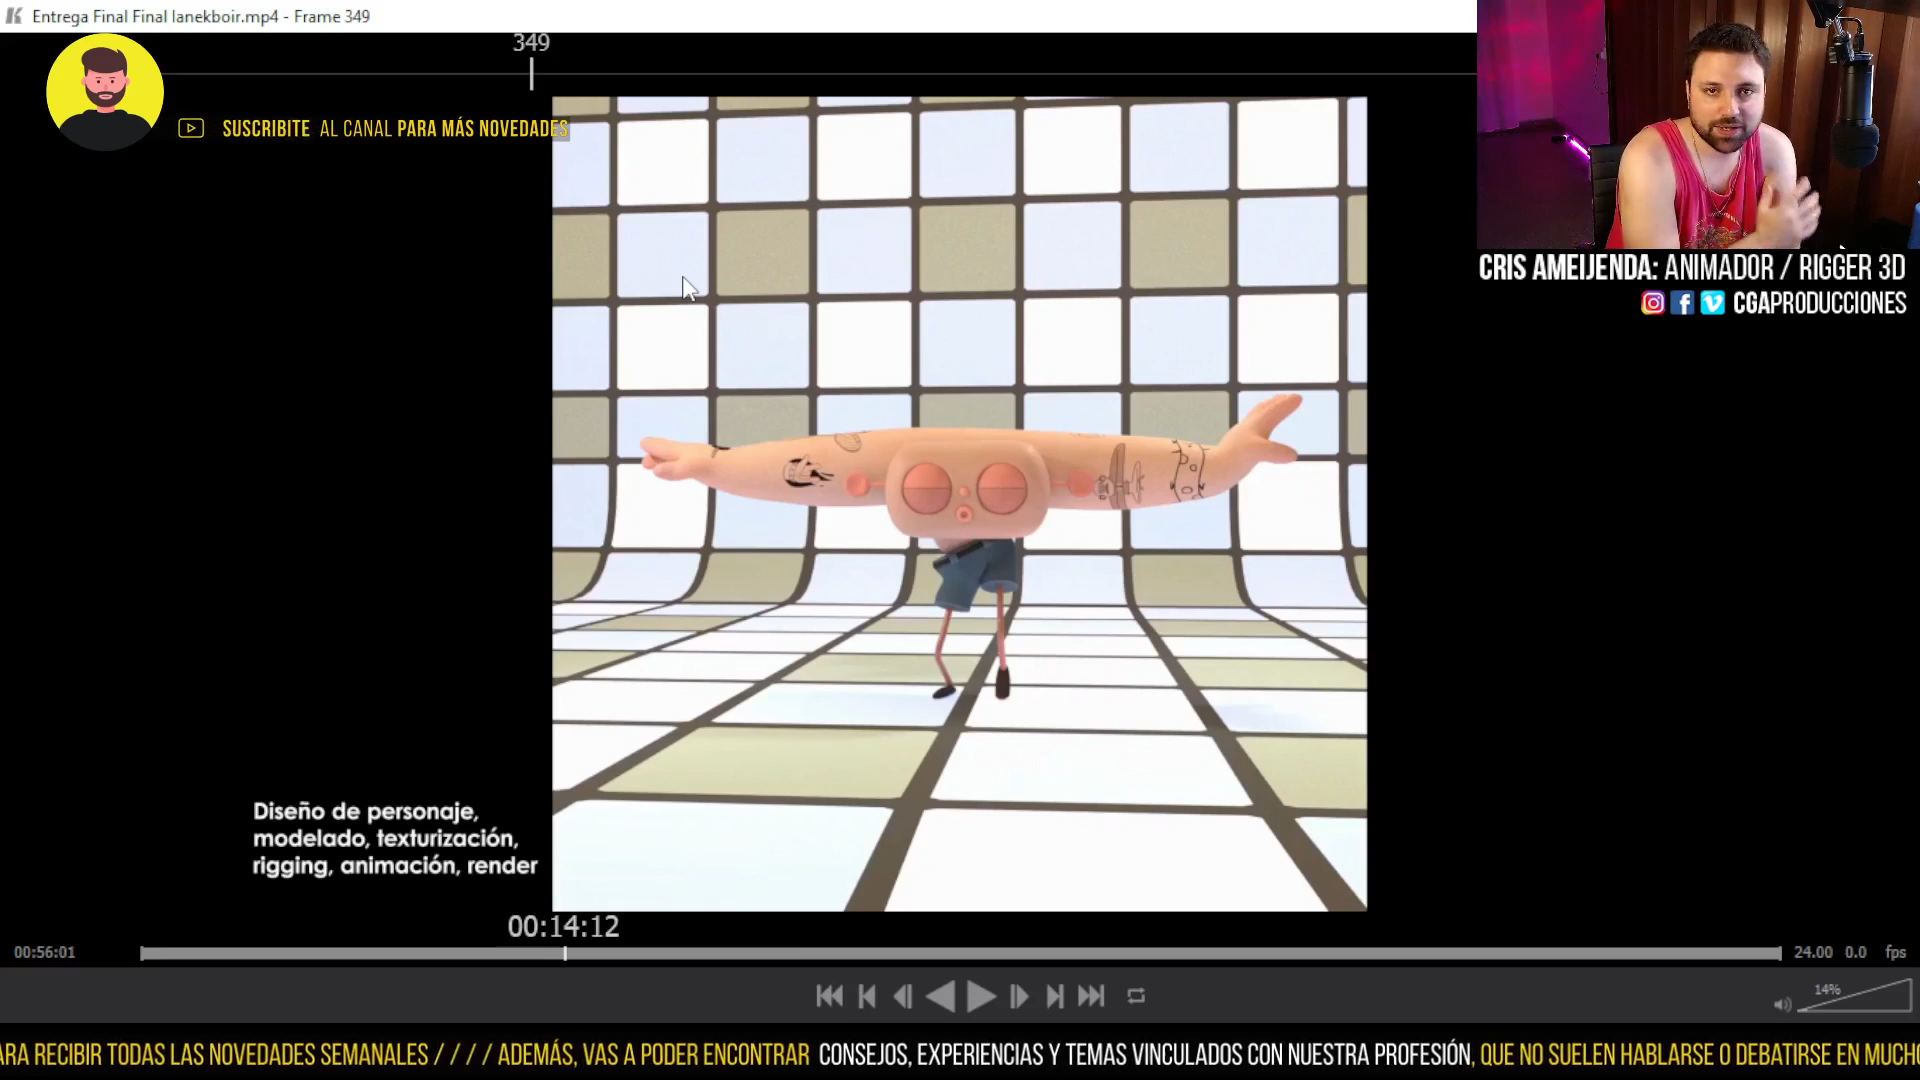 Entrega Final Final lanekboir.mp4 - Frame 349
349
SUSCRIBITE AL CANAL PARA MÁS NOVEDADES
CRIS AMEIJENDA: ANIMADOR / RIGGER 3D
CGAPRODUCCIONES
Diseño de personaje,
modelado, texturización,
rigging, animación, render
00:14:12
00:56:01
24.00 0.0 fps
14%
ARA RECIBIR TODAS LAS NOVEDADES SEMANALES / / / / ADEMÁS, VAS A PODER ENCONTRAR CONSEJOS, EXPERIENCIAS Y TEMAS VINCULADOS CON NUESTRA PROFESIÓN, QUE NO SUELEN HABLARSE O DEBATIRSE EN MUCHO